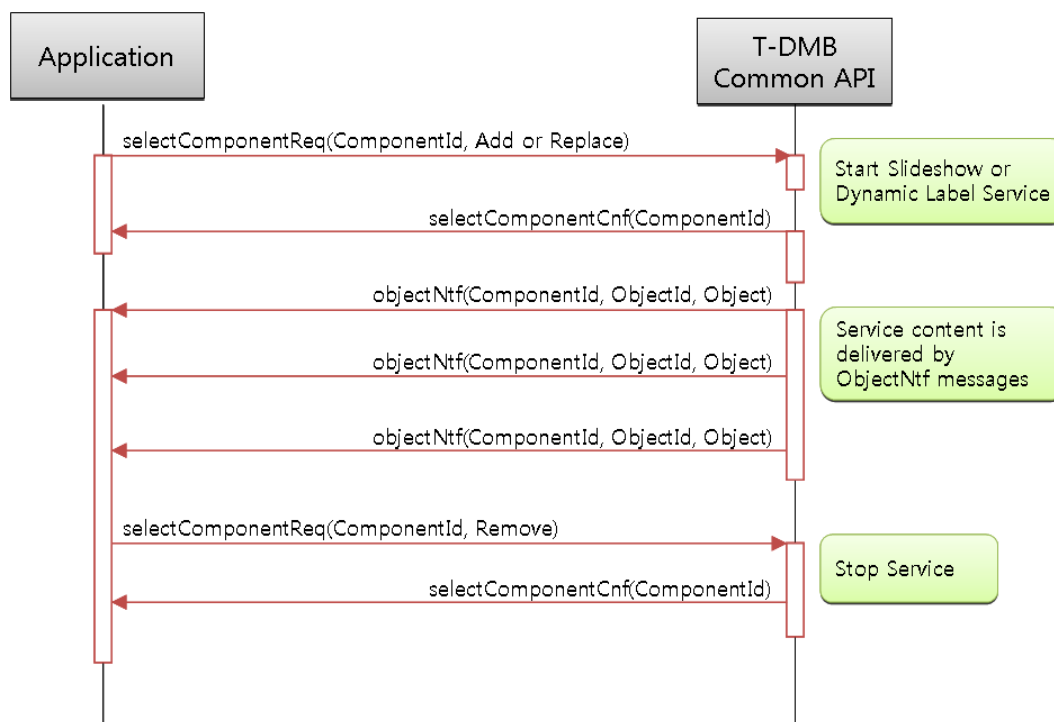 Application
T-DMB
Common API
selectComponentReq(ComponentId, Add or Replace)
Start Slideshow or
Dynamic Label Service
selectComponentCnf(ComponentId)
objectNtf(ComponentId, ObjectId, Object)
Service content is
delivered by
ObjectNtf messages
objectNtf(ComponentId, ObjectId, Object)
objectNtf(ComponentId, ObjectId, Object)
selectComponentReq(ComponentId, Remove)
Stop Service
selectComponentCnf(ComponentId)